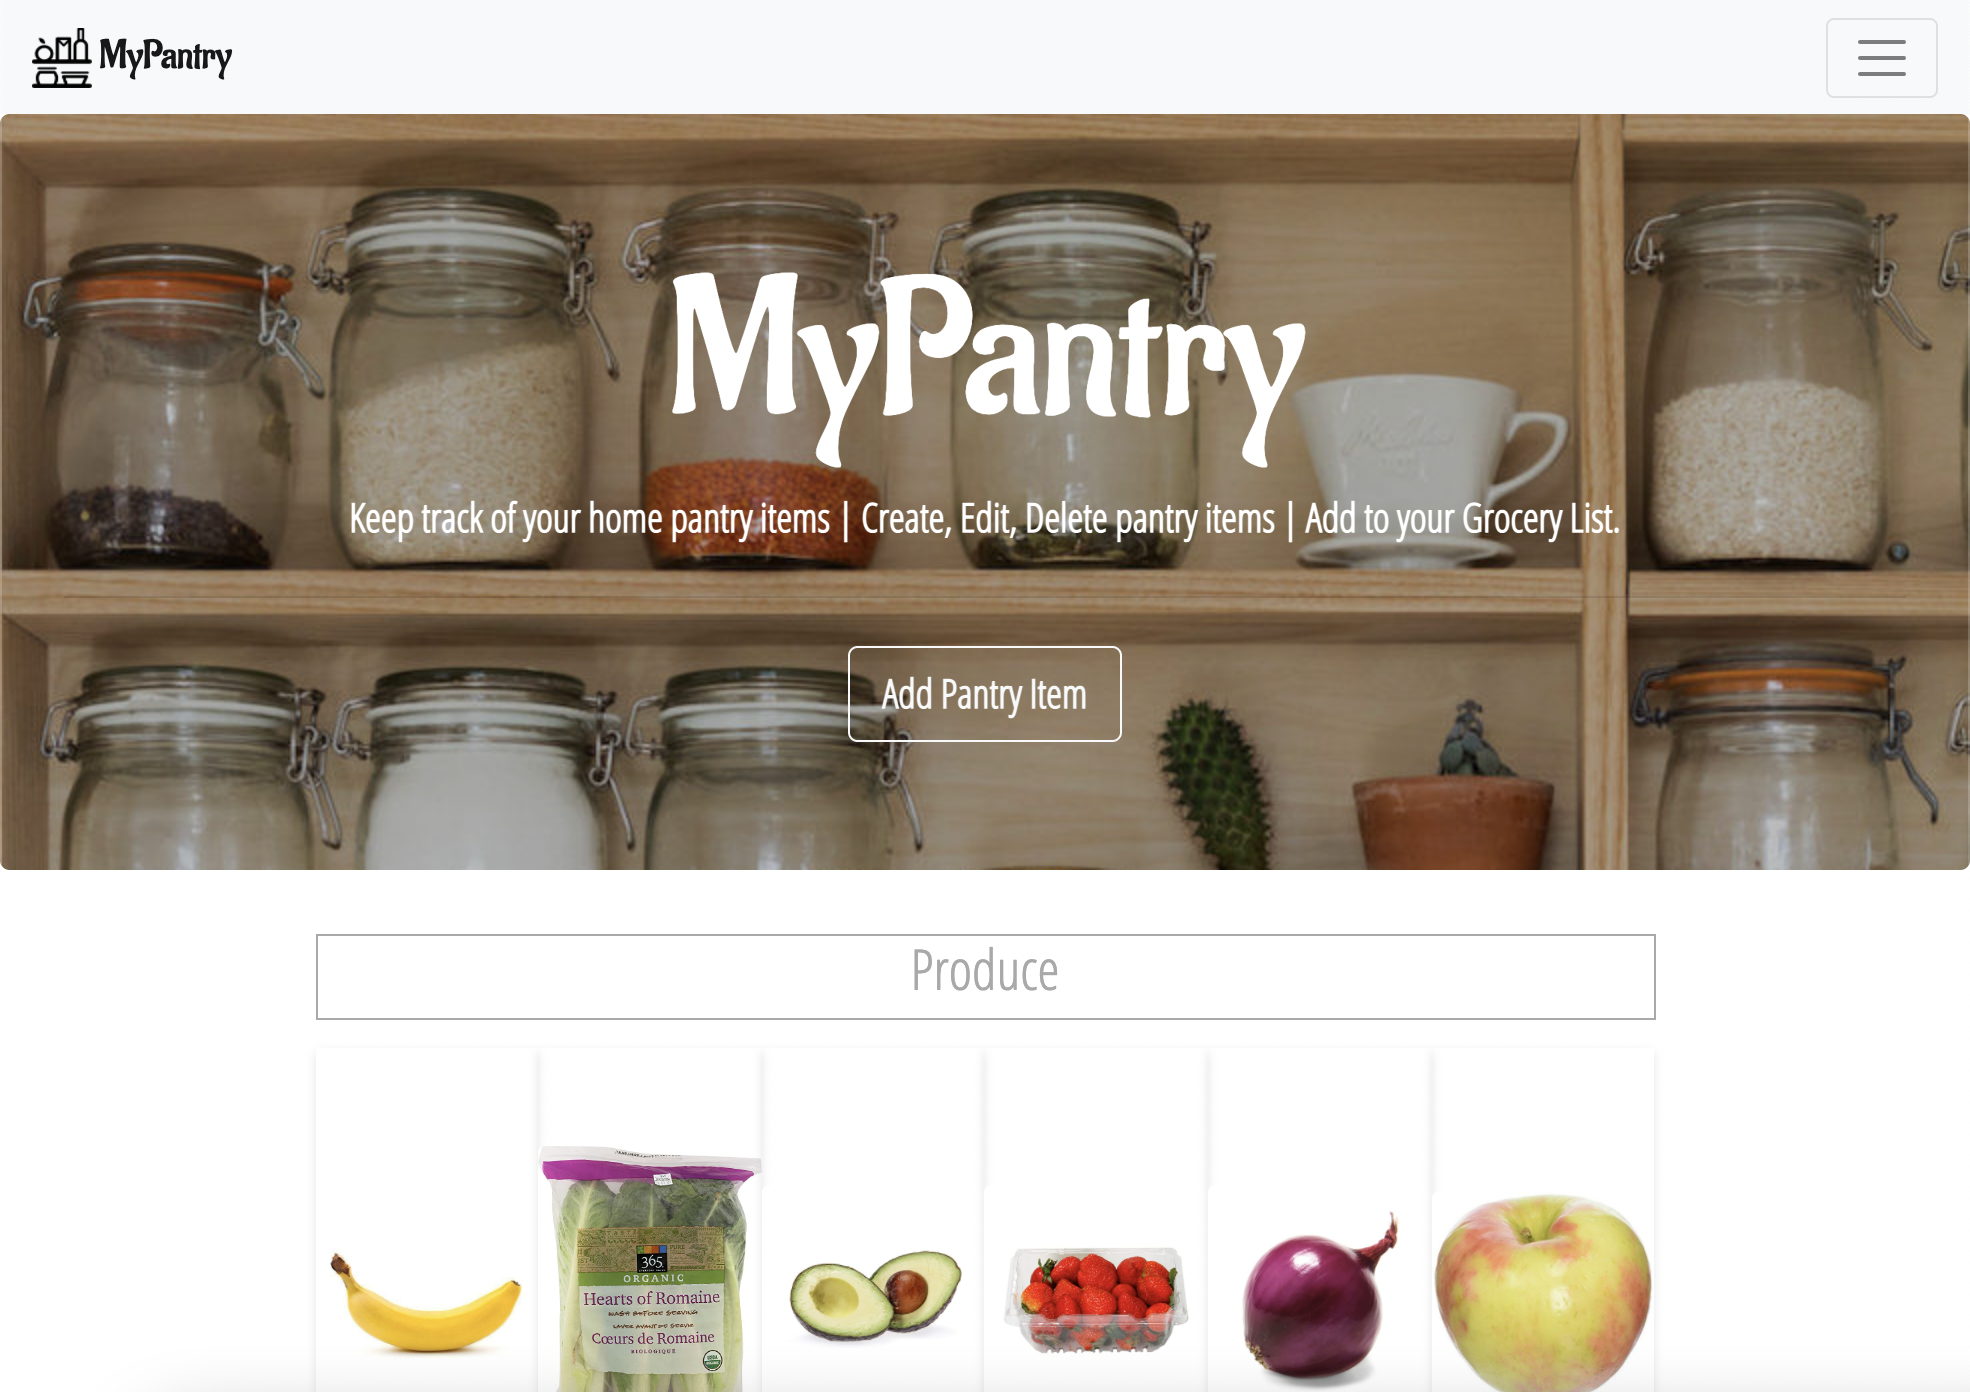 MyPantry
MyPantry
Keep track of your home pantry items | Create, Edit, Delete pantry items | Add to your Grocery List.
Add Pantry Item
Produce
365
ORGANIC
Hearts of Romaine
WASH BEFORE SERVING
LAVER AVANT DE SERVIR
Cœurs de Romaine
BIOLOGIQUE